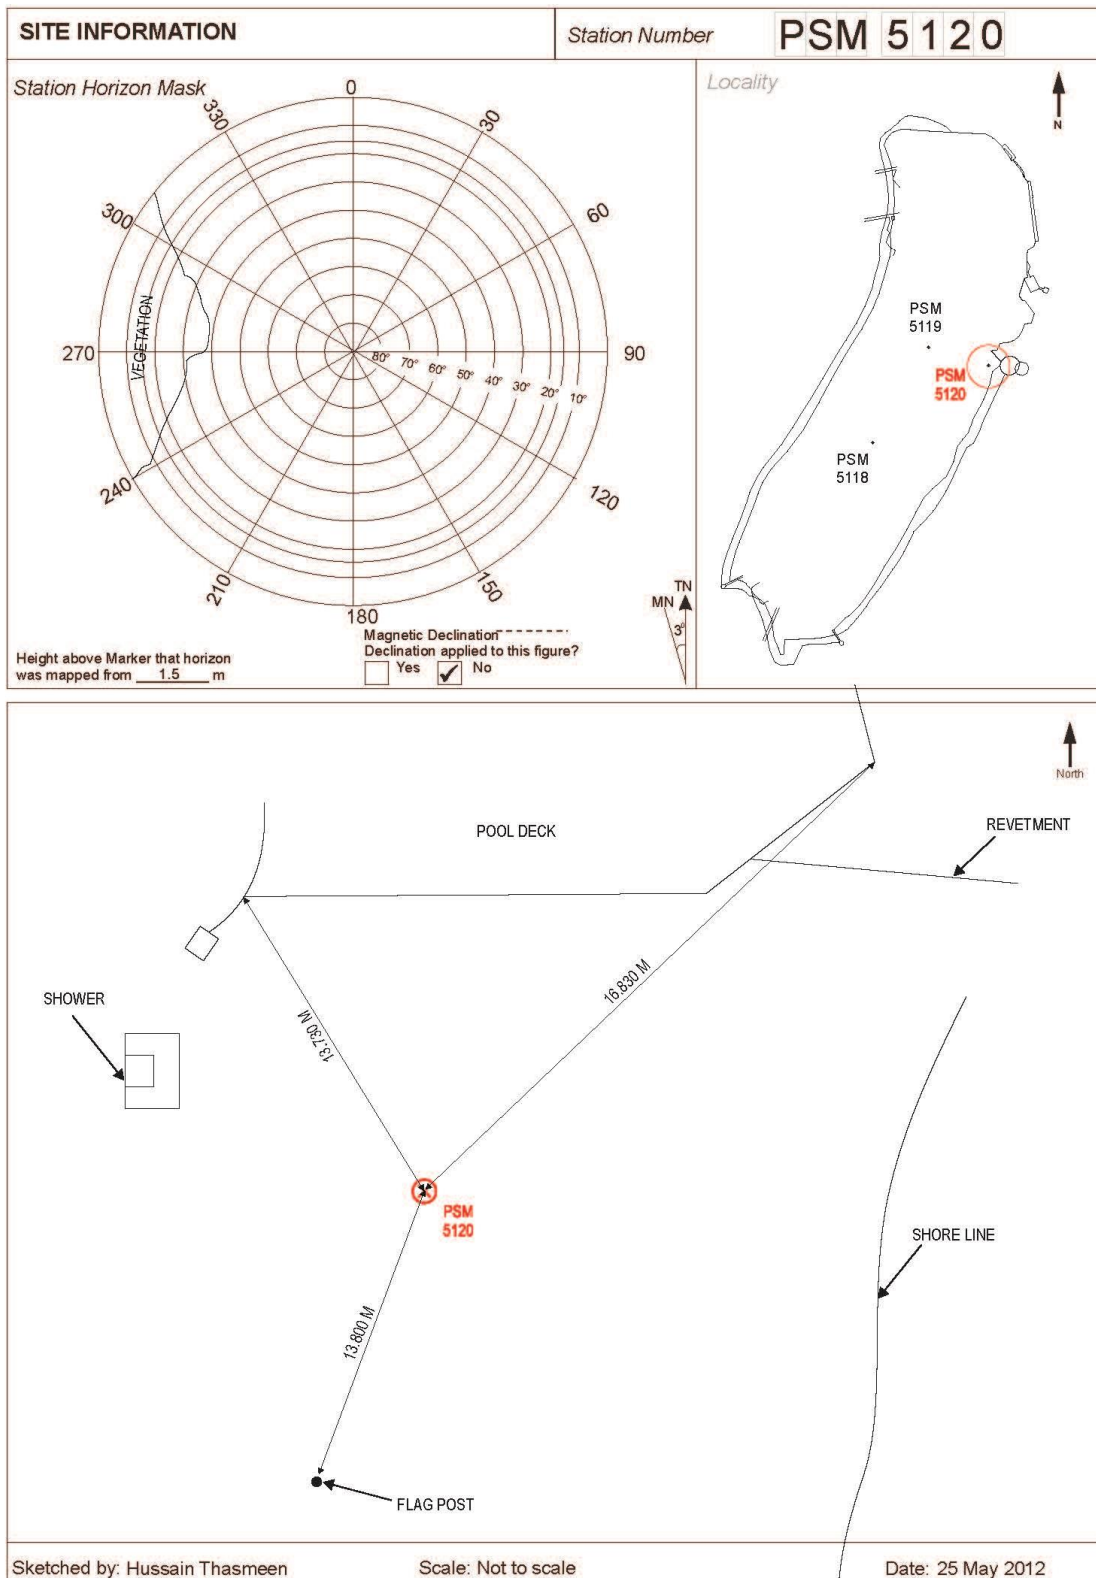 SITE INFORMATION
Station Number PSM 5120
Station Horizon Mask
0
30
60
90
120
150
180
210
240
270
300
330
80° 70° 60° 50° 40° 30° 20° 10°
VEGETATION
Magnetic Declination
Declination applied to this figure?
Yes No
Height above Marker that horizon
was mapped from 1.5 m
TN
MN
3°
Locality
N
PSM
5119
PSM
5120
PSM
5118
North
POOL DECK
REVETMENT
SHOWER
13.730 M
16.830 M
PSM
5120
SHORE LINE
13.800 M
FLAG POST
Sketched by: Hussain Thasmeen Scale: Not to scale Date: 25 May 2012